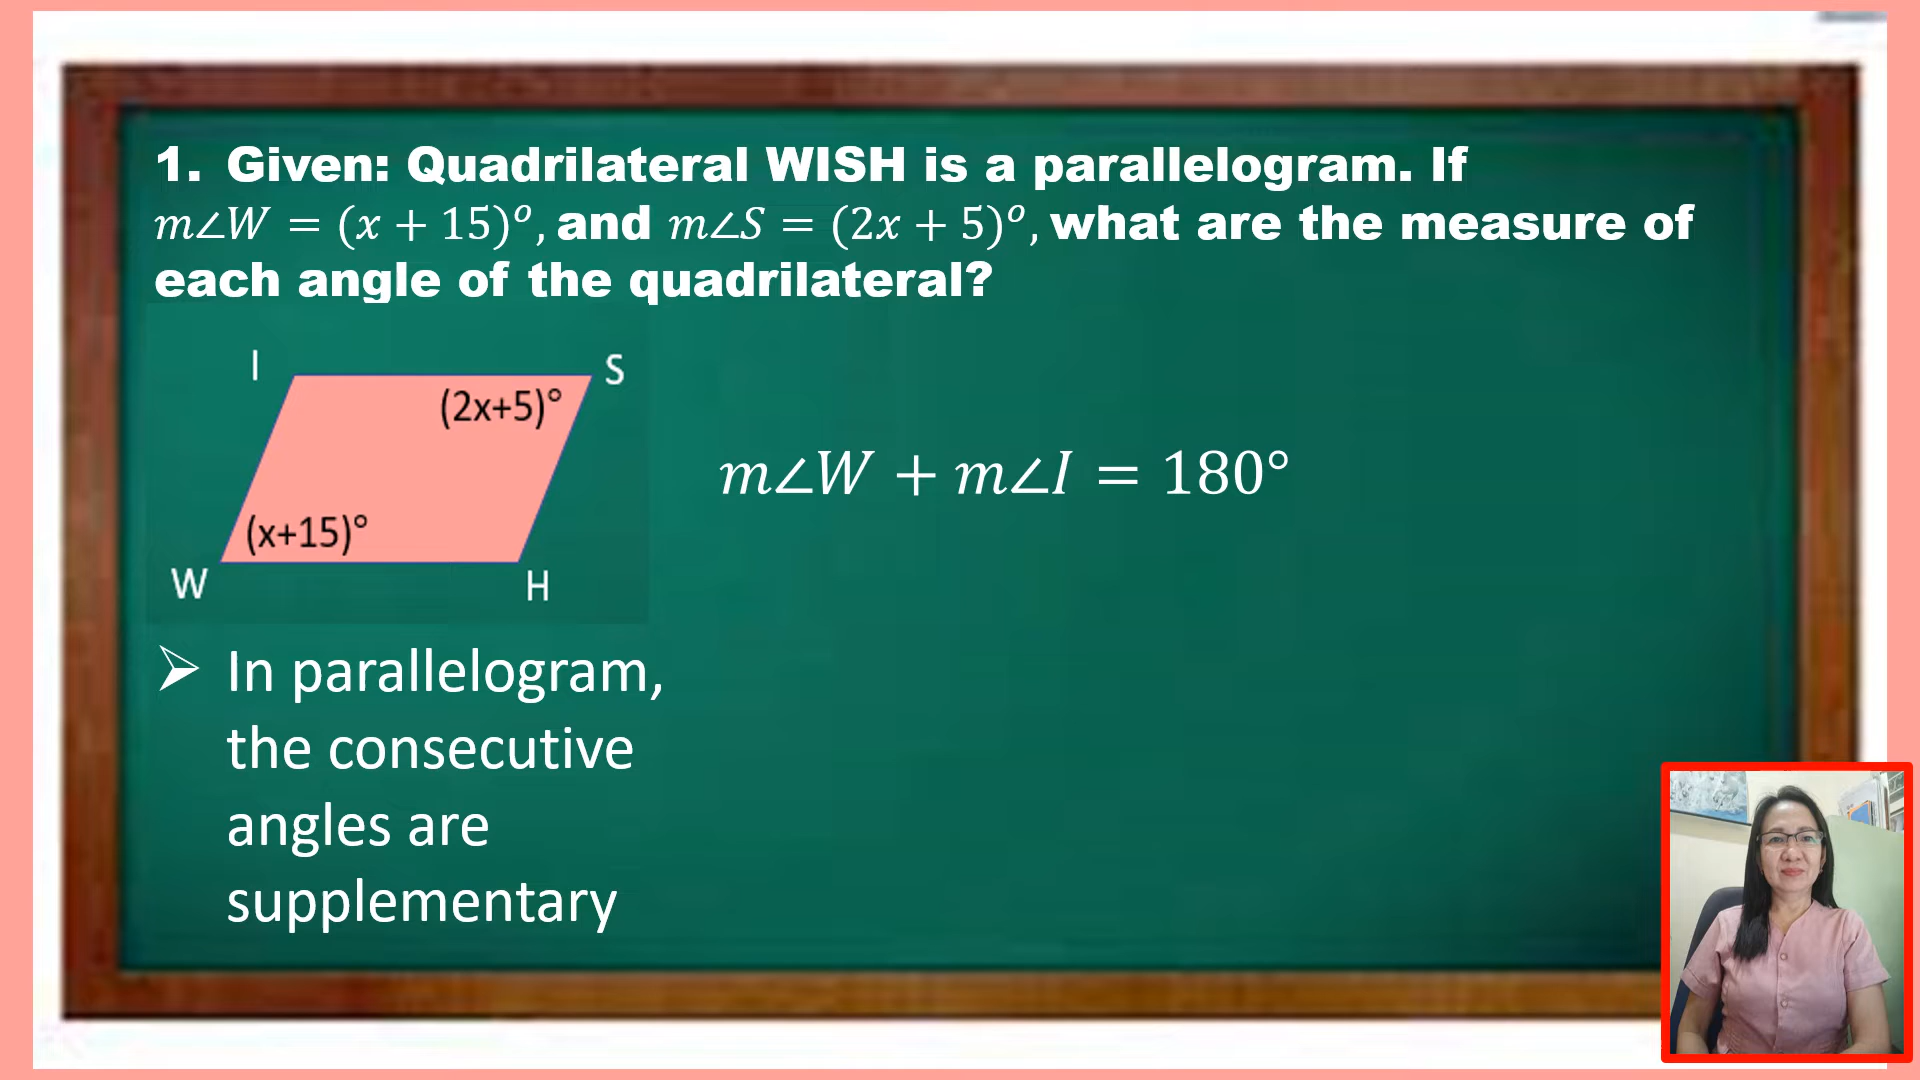 1. Given: Quadrilateral WISH is a parallelogram. If
m∠W = (x + 15)°, and m∠S = (2x + 5)°, what are the measure of
each angle of the quadrilateral?
I
S
(2x+5)°
m∠W + m∠I = 180°
(x+15)°
W
H
➢ In parallelogram,
the consecutive
angles are
supplementary